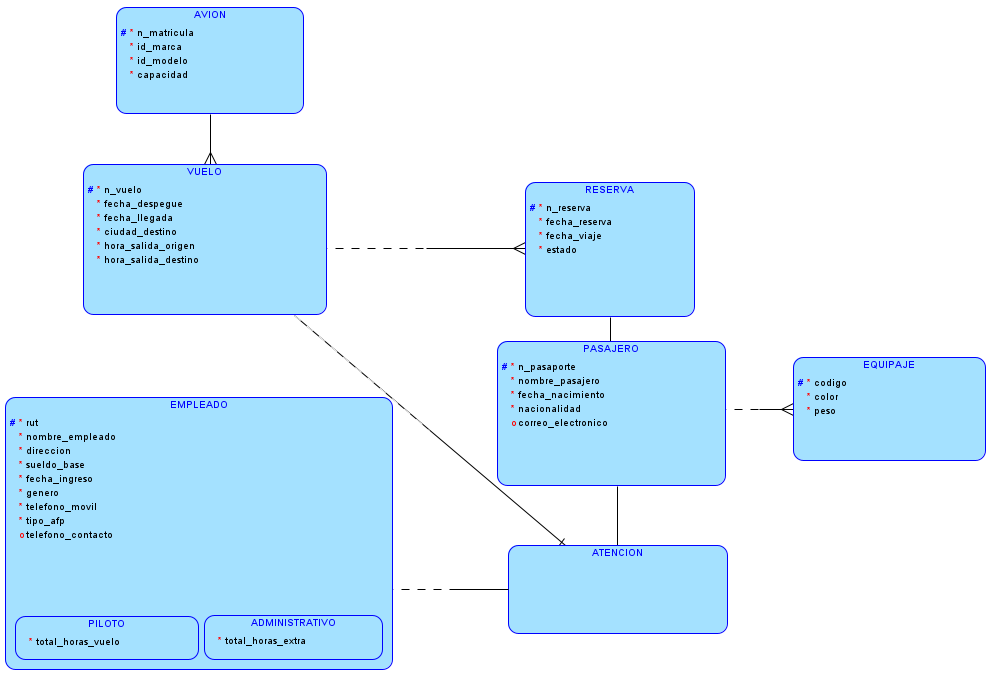 AVION
# * n_matricula
* id_marca
* id_modelo
* capacidad
VUELO
# * n_vuelo
* fecha_despegue
* fecha_llegada
* ciudad_destino
* hora_salida_origen
* hora_salida_destino
RESERVA
# * n_reserva
* fecha_reserva
* fecha_viaje
* estado
PASAJERO
# * n_pasaporte
* nombre_pasajero
* fecha_nacimiento
* nacionalidad
o correo_electronico
EQUIPAJE
# * codigo
* color
* peso
EMPLEADO
# * rut
* nombre_empleado
* direccion
* sueldo_base
* fecha_ingreso
* genero
* telefono_movil
* tipo_afp
o telefono_contacto
PILOTO
* total_horas_vuelo
ADMINISTRATIVO
* total_horas_extra
ATENCION